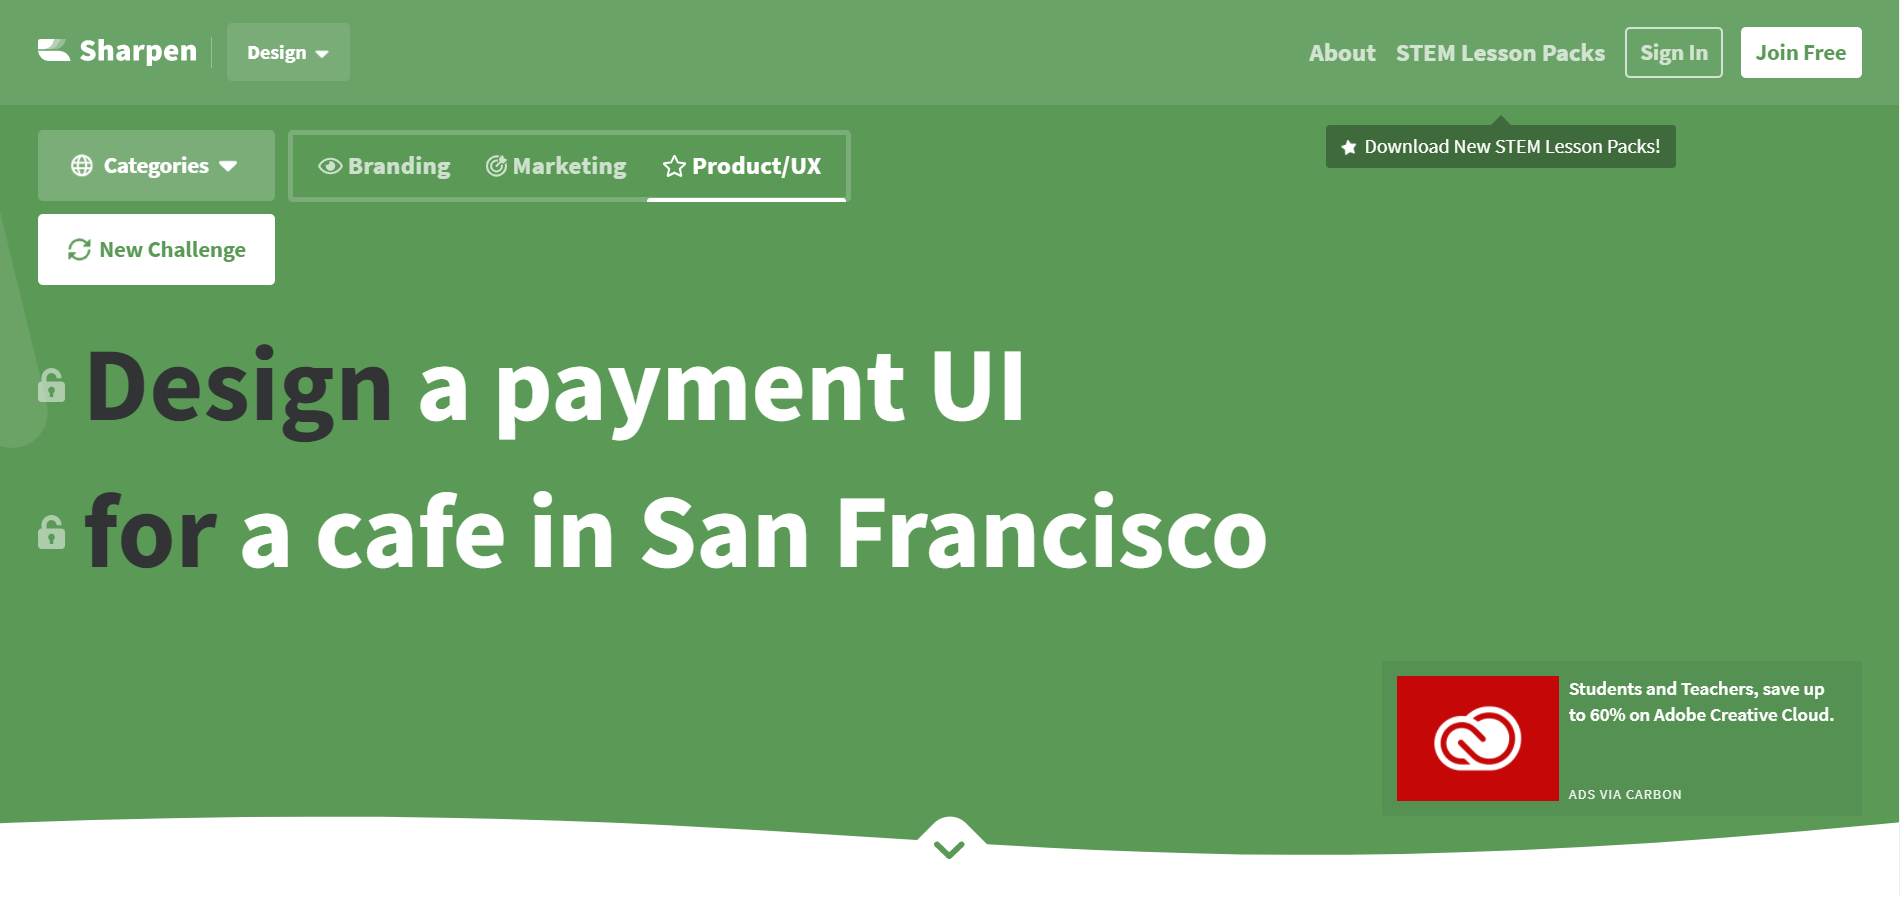 Sharpen
Design
About
STEM Lesson Packs
Sign In
Join Free
Categories
Branding
Marketing
Product/UX
Download New STEM Lesson Packs!
New Challenge
Design a payment UI
for a cafe in San Francisco
Students and Teachers, save up
to 60% on Adobe Creative Cloud.
ADS VIA CARBON